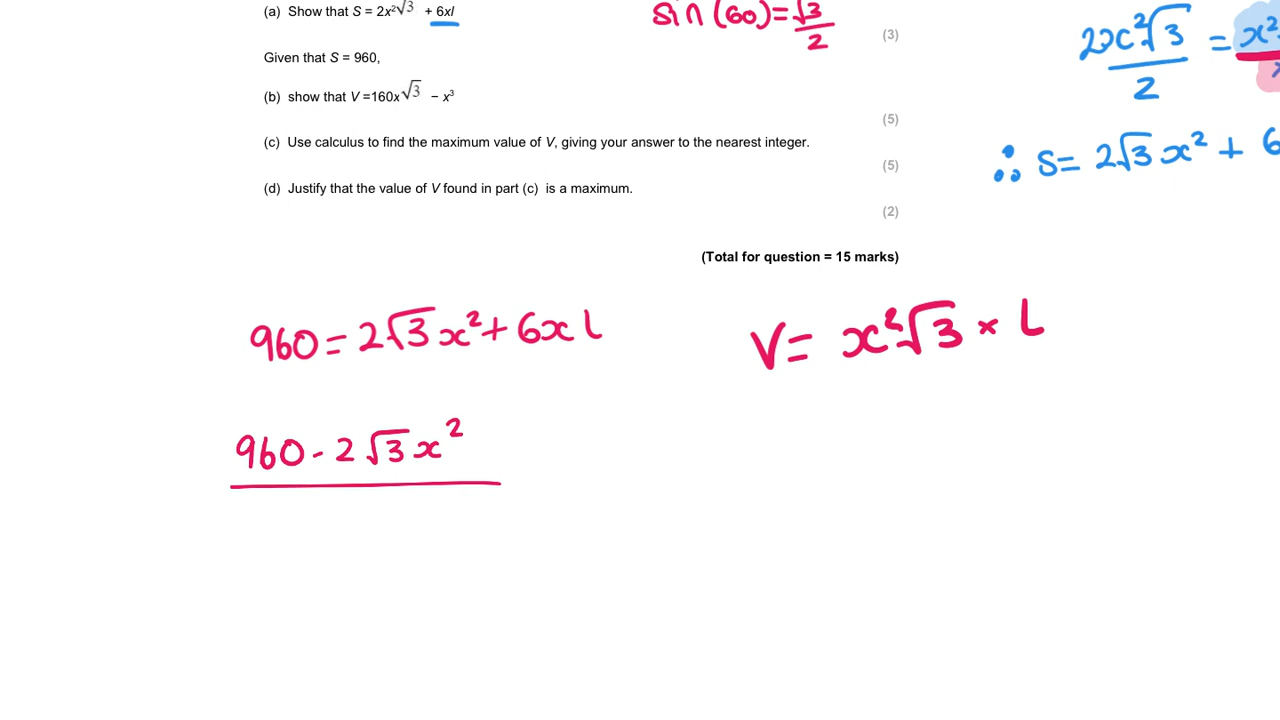 (a) Show that S = 2x²√3 + 6xl
sin (60) = √3/2
(3)
2x²√3/2 = x²
Given that S = 960,
(b) show that V =160x√3 − x³
(5)
(c) Use calculus to find the maximum value of V, giving your answer to the nearest integer.
(5)
∴ S= 2√3 x² + 6
(d) Justify that the value of V found in part (c) is a maximum.
(2)
(Total for question = 15 marks)
960 = 2√3 x² + 6x l
V = x²√3 × L
960 - 2√3 x²